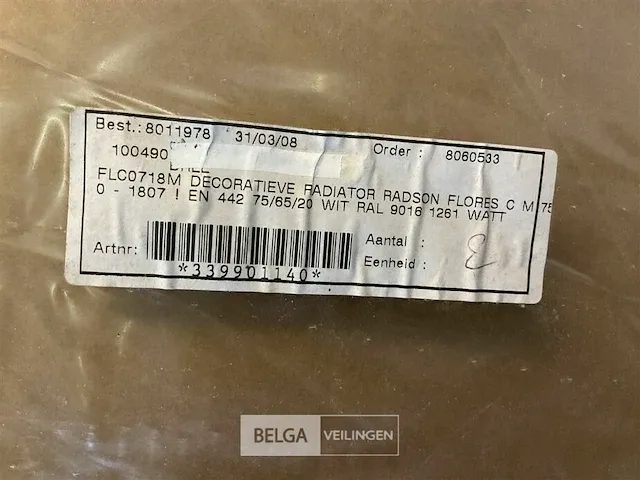 Best.:8011978 31/03/08 Order : 8060533
100490
FLC0718M DECORATIEVE RADIATOR RADSON FLORES C M 75
0 - 1807 ! EN 442 75/65/20 WIT RAL 9016 1261 WATT
Aantal :
Artnr:
Eenheid :
3
*339901140*
BELGA VEILINGEN